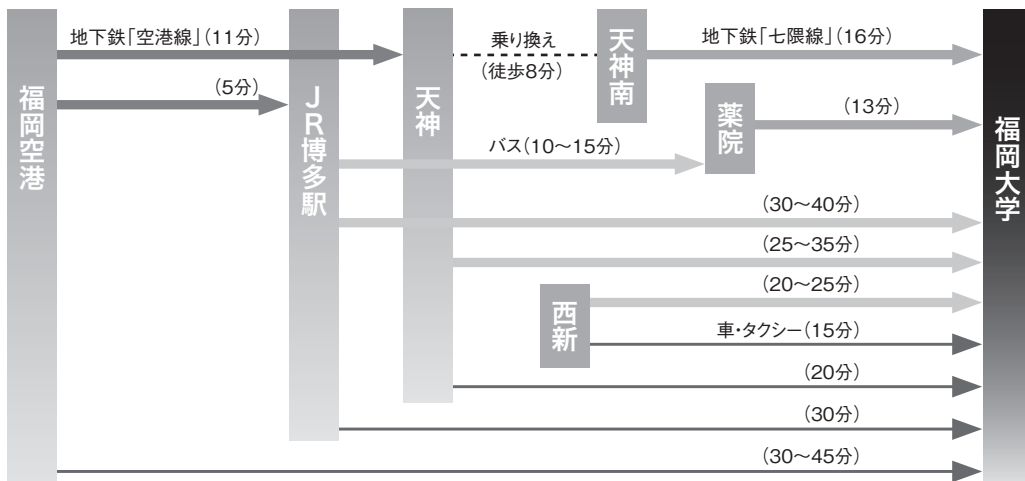 地下鉄「空港線」(11分)
乗り換え
(徒歩8分)
地下鉄「七隈線」(16分)
(5分)
(13分)
バス(10〜15分)
(30〜40分)
(25〜35分)
(20〜25分)
車・タクシー(15分)
(20分)
(30分)
(30〜45分)
福岡空港
JR博多駅
天神
天神南
薬院
西新
福岡大学